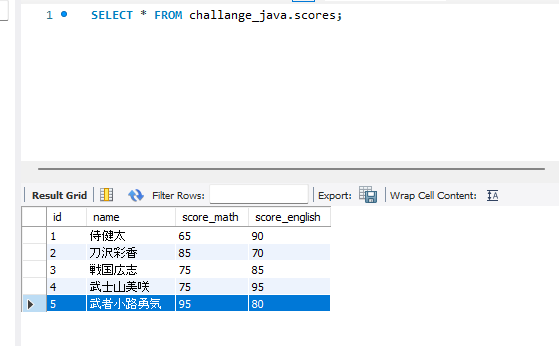 1 SELECT * FROM challange_java.scores;
Result Grid Filter Rows: Export: Wrap Cell Content:
id name score_math score_english
1 侍健太 65 90
2 刀沢彩香 85 70
3 戦国広志 75 85
4 武士山美咲 75 95
5 武者小路勇気 95 80